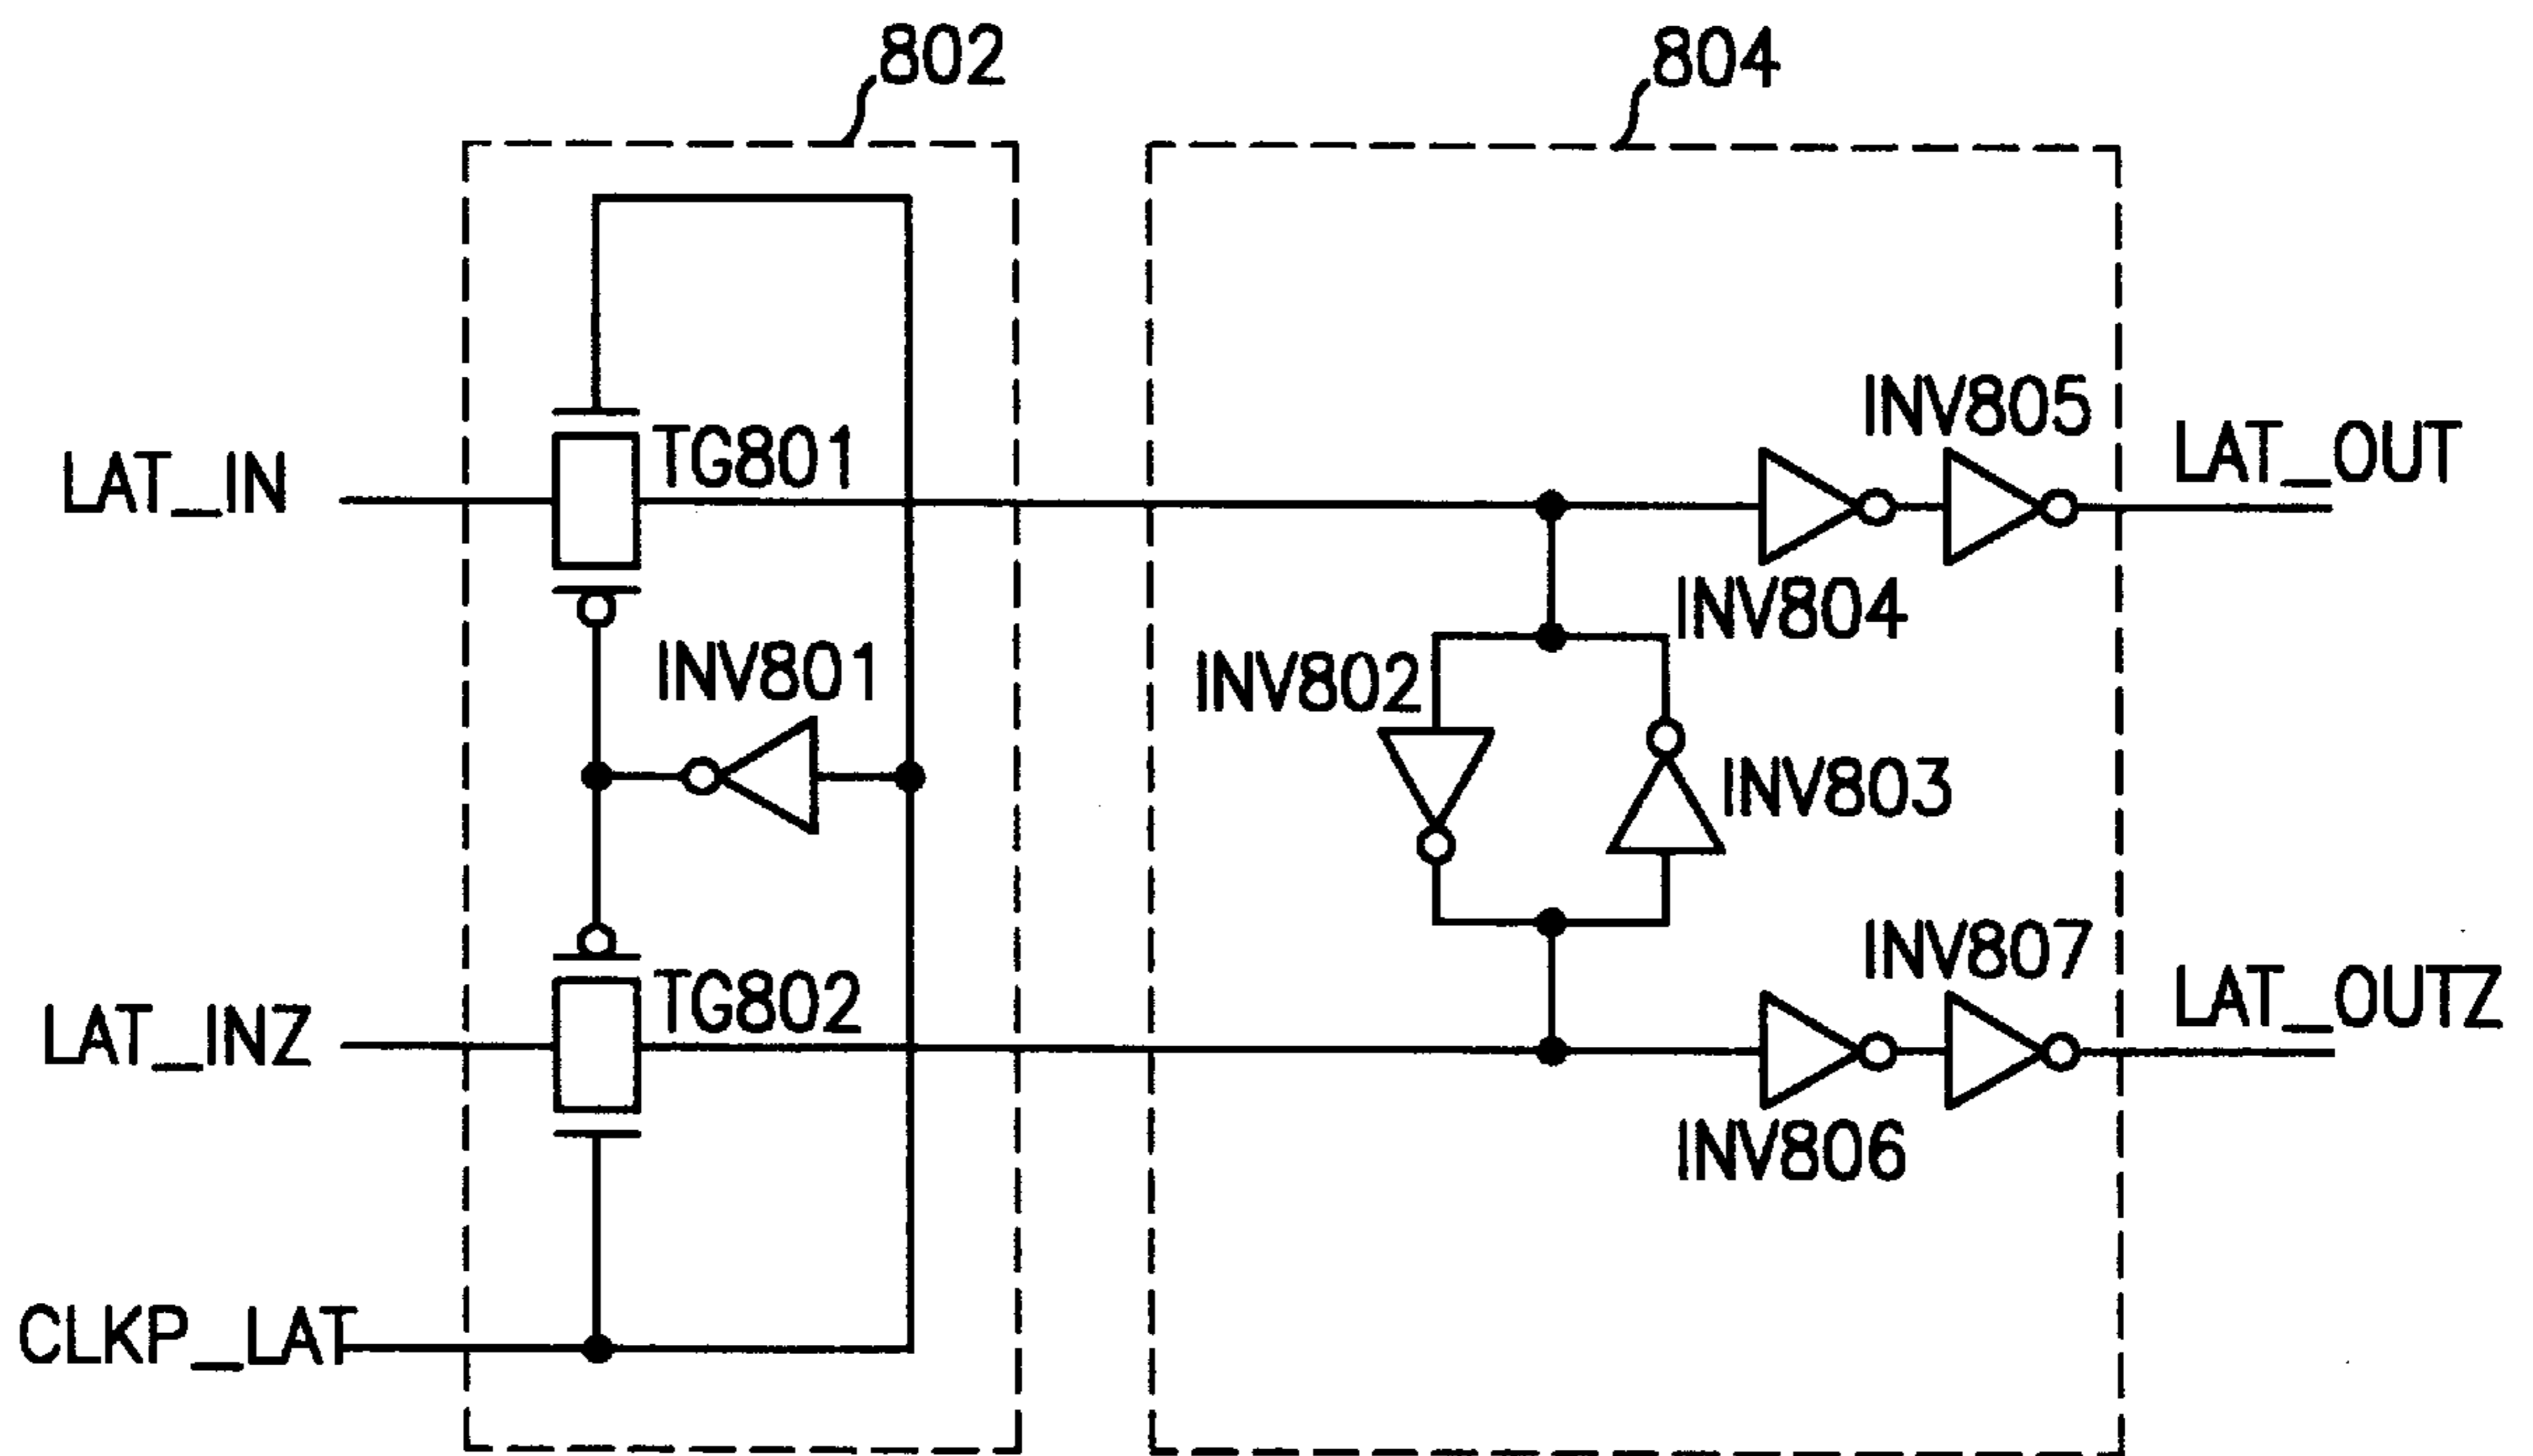 802
804
INV805
LAT_OUT
LAT_IN
TG801
INV804
INV801
INV802
INV803
INV807
LAT_OUTZ
TG802
LAT_INZ
INV806
CLKP_LAT